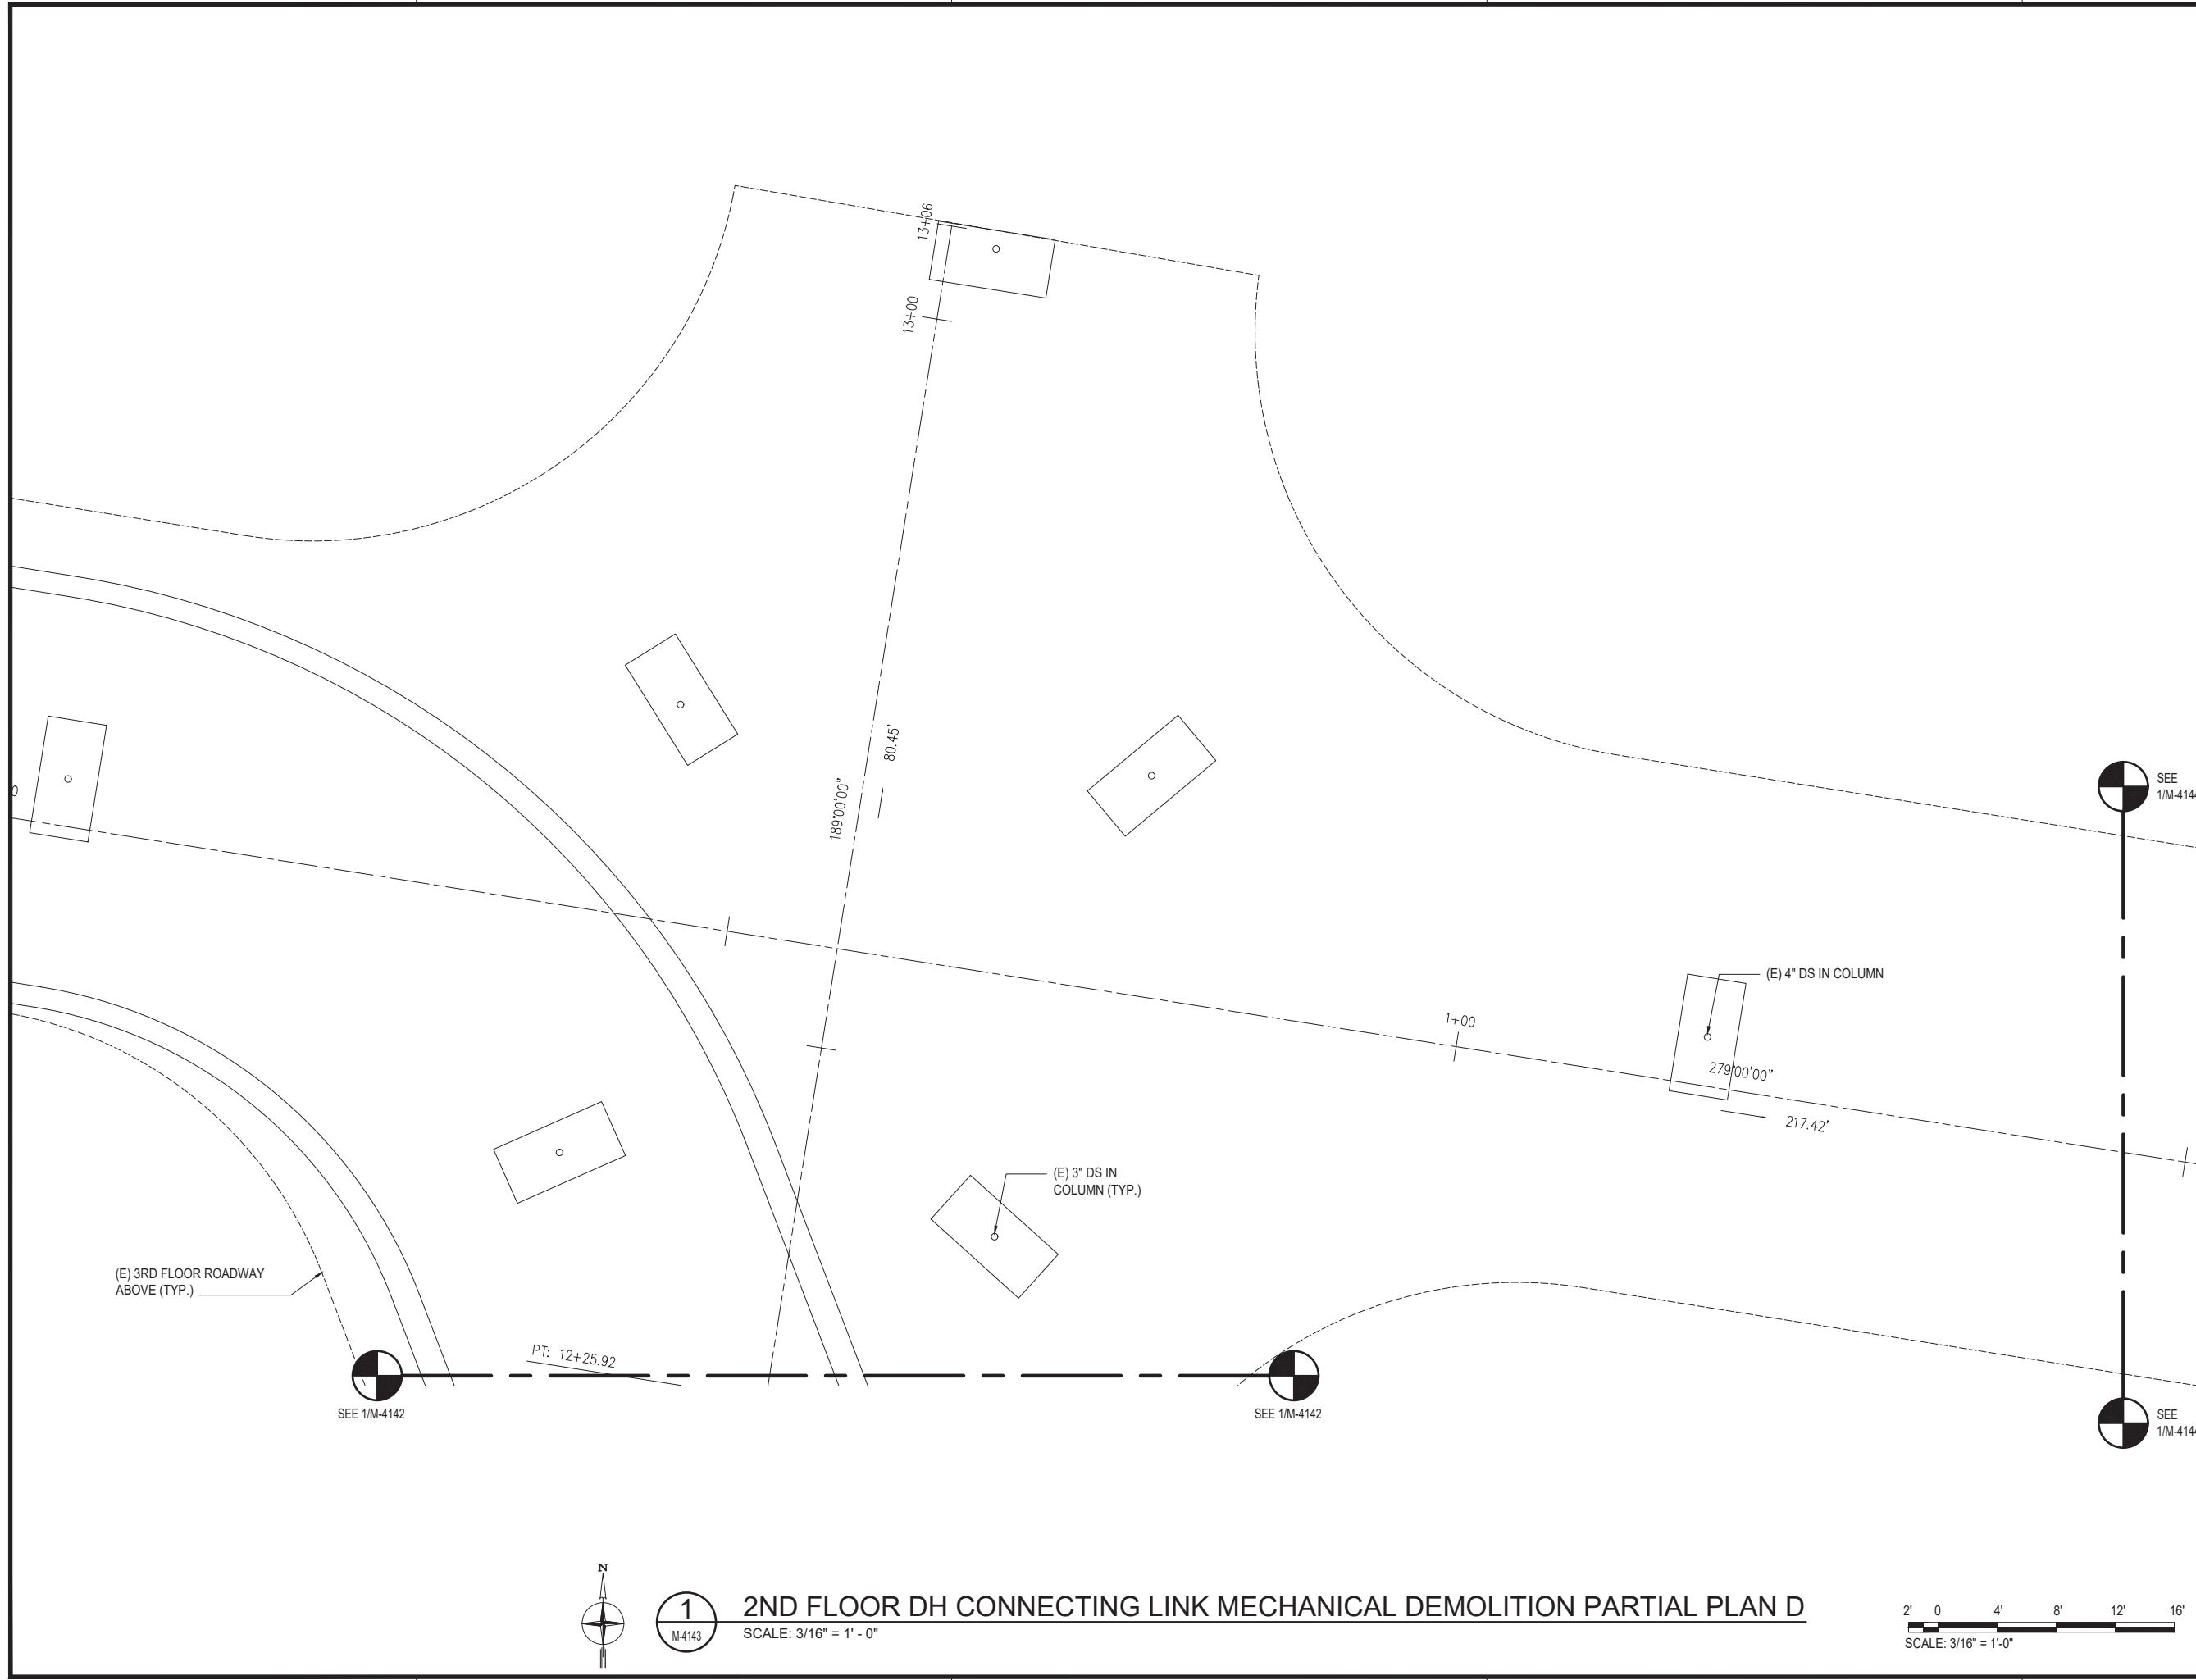 13+06
13+00
80.45'
189°00'00"
0
SEE
1/M-4144
(E) 4" DS IN COLUMN
1+00
279°00'00"
217.42'
(E) 3" DS IN
COLUMN (TYP.)
(E) 3RD FLOOR ROADWAY
ABOVE (TYP.)
PT: 12+25.92
SEE 1/M-4142
SEE 1/M-4142
SEE
1/M-4144
N
1
M-4143
2ND FLOOR DH CONNECTING LINK MECHANICAL DEMOLITION PARTIAL PLAN D
SCALE: 3/16" = 1' - 0"
2' 0 4' 8' 12' 16'
SCALE: 3/16" = 1'-0"